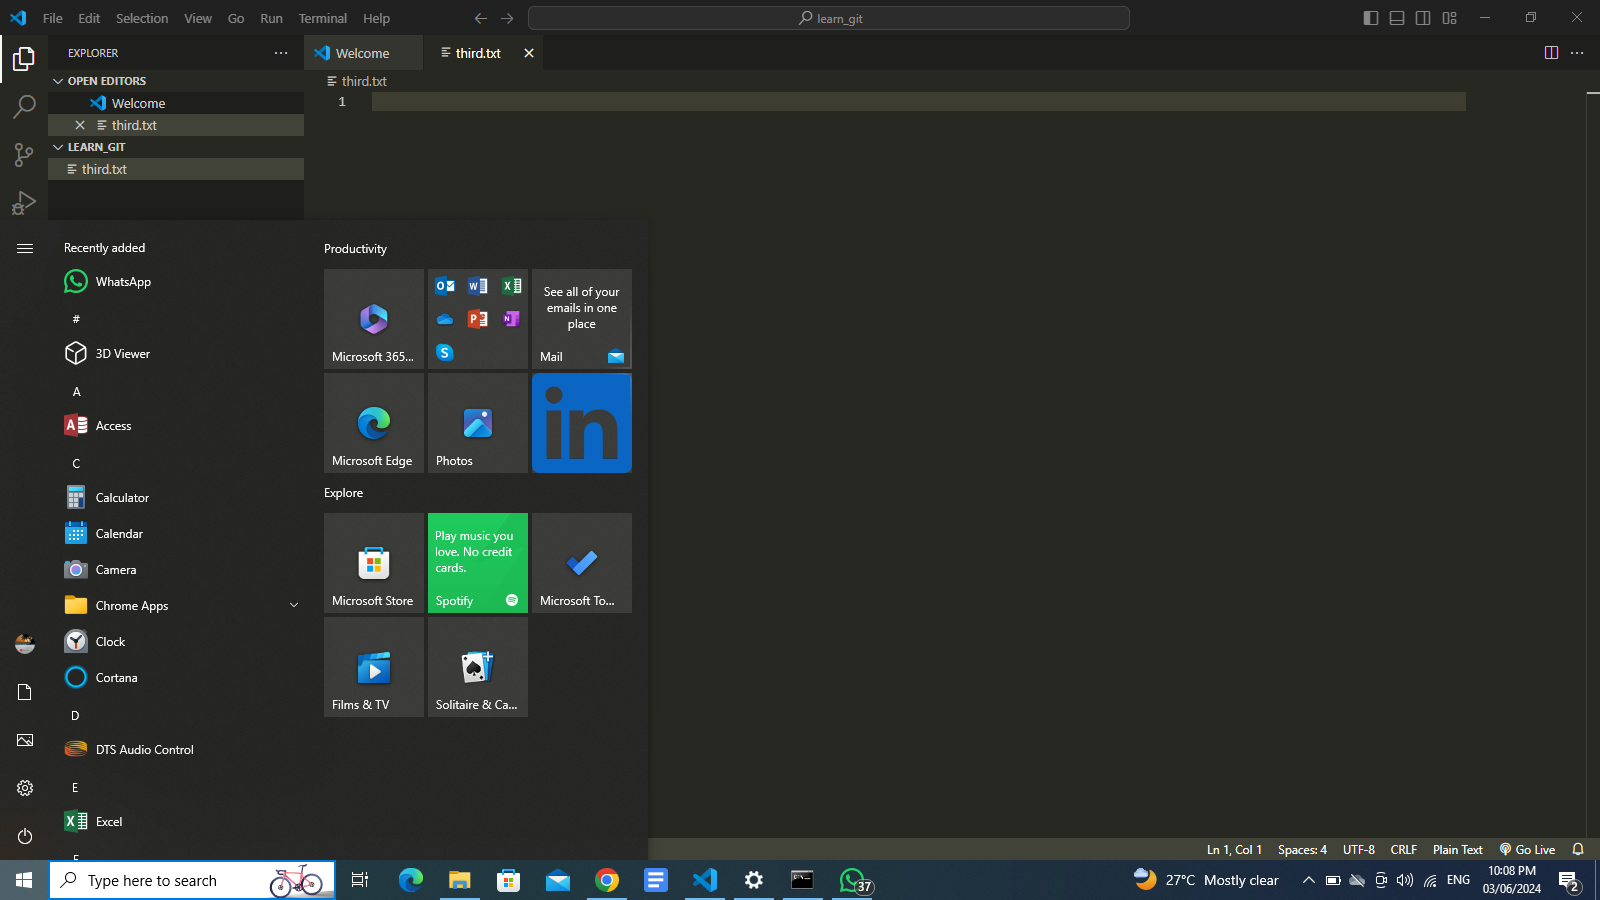 File Edit Selection View Go Run Terminal Help
learn_git
EXPLORER
Welcome
third.txt
OPEN EDITORS
Welcome
third.txt
LEARN_GIT
third.txt
third.txt
1
Recently added
WhatsApp
#
3D Viewer
A
Access
C
Calculator
Calendar
Camera
Chrome Apps
Clock
Cortana
D
DTS Audio Control
E
Excel
Productivity
Microsoft 365...
See all of your
emails in one
place
Mail
Microsoft Edge
Photos
in
Explore
Microsoft Store
Play music you
love. No credit
cards.
Spotify
Microsoft To...
Films & TV
Solitaire & Ca...
Ln 1, Col 1 Spaces: 4 UTF-8 CRLF Plain Text Go Live
Type here to search
37
27°C Mostly clear
ENG
10:08 PM
03/06/2024
2